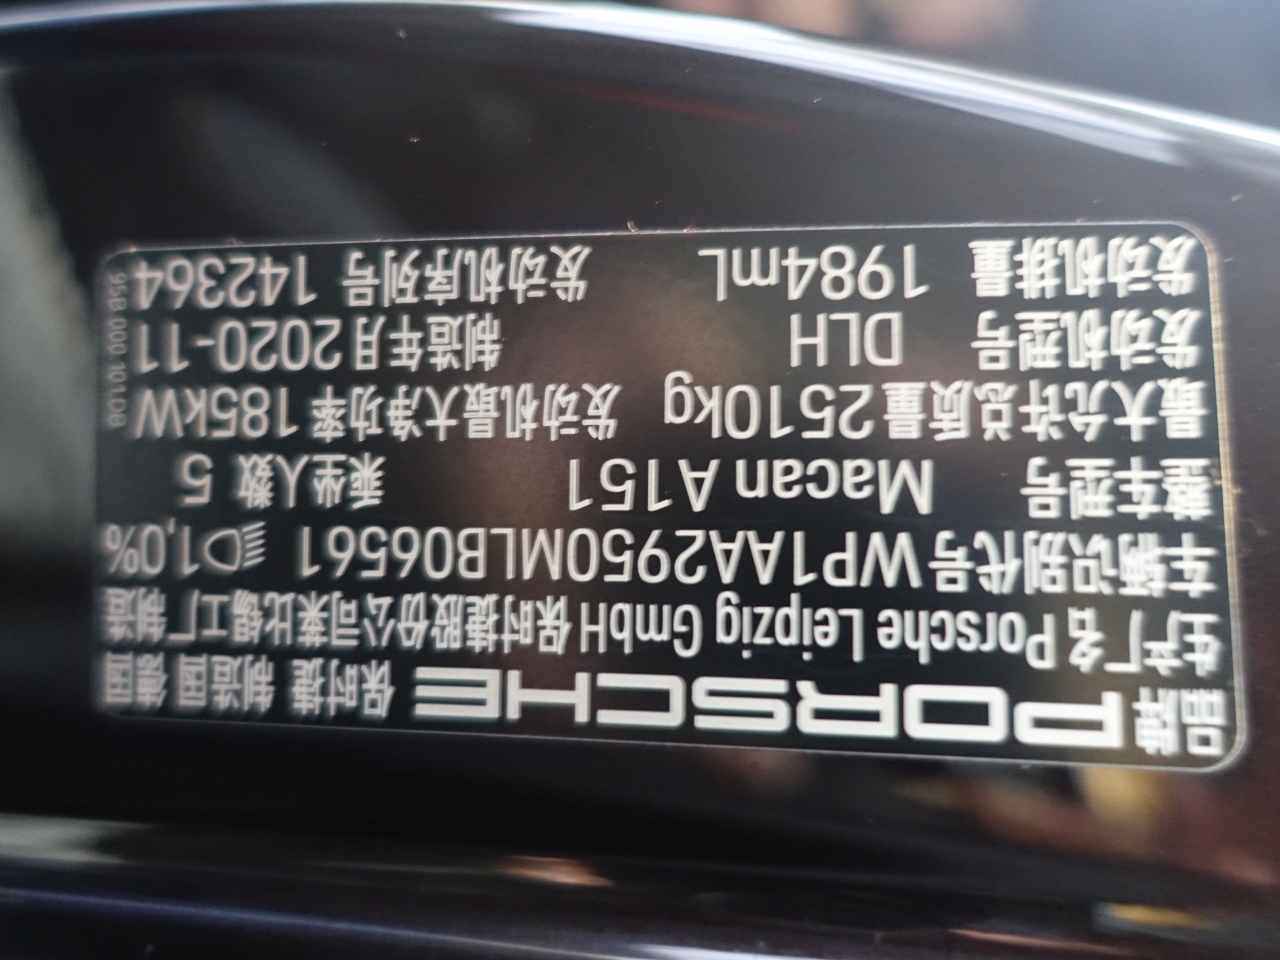 品牌 PORSCHE 保时捷 制造国 德国
生产厂名 Porsche Leipzig GmbH 保时捷股份公司莱比锡工厂制造
车辆识别代号 WP1AA2950MLB06561 1,0%
整车型号 Macan A151 乘坐人数 5
最大允许总质量 2510kg 发动机最大净功率 185kW
发动机型号 DLH 制造年月 2020-11
发动机排量 1984mL 发动机序列号 142364
95B 000 101DB